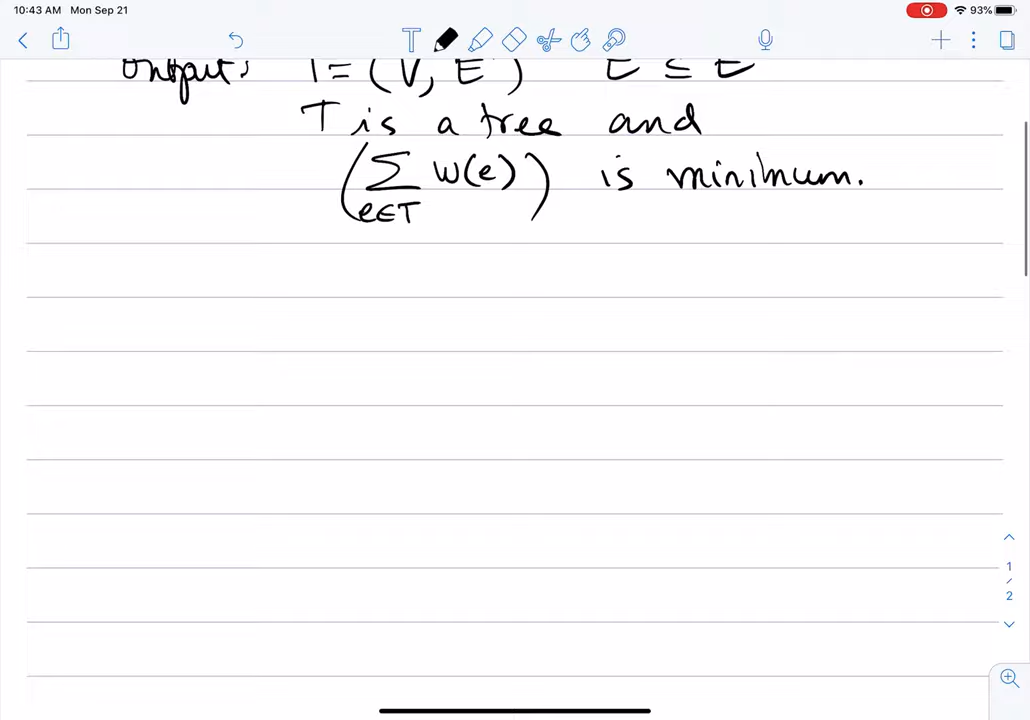 10:43 AM Mon Sep 21
93%
T
Output: T = (V, E') E' ⊆ E
T is a tree and
(∑ w(e)) is minimum.
e∈T
1
/
2